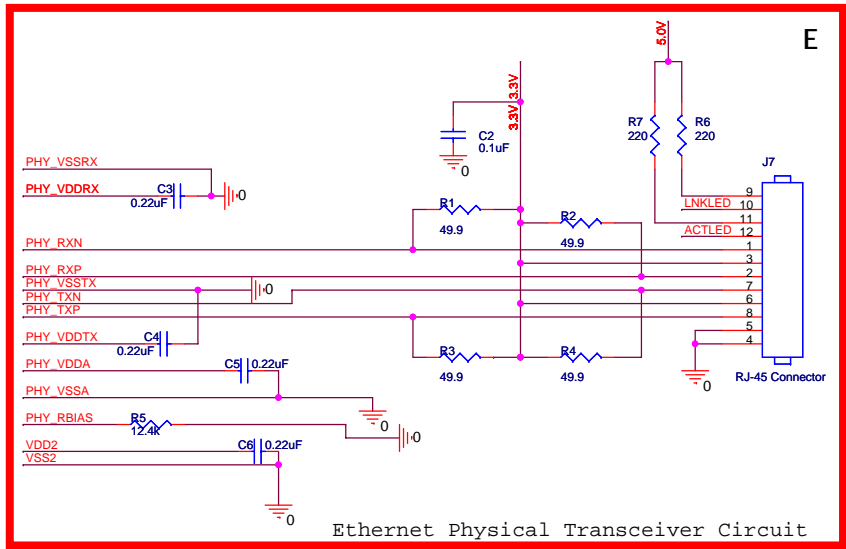 E
5.0V
3.3V
3.3V
C2
0.1uF
0
R7
220
R6
220
J7
PHY_VSSRX
PHY_VDDRX
C3
0.22uF
0
R1
49.9
R2
49.9
LNKLED
ACTLED
9
10
11
12
1
3
2
7
6
8
5
4
PHY_RXN
PHY_RXP
PHY_VSSTX
PHY_TXN
PHY_TXP
0
PHY_VDDTX
C4
0.22uF
R3
49.9
R4
49.9
0
RJ-45 Connector
PHY_VDDA
C5
0.22uF
PHY_VSSA
0
PHY_RBIAS
R5
12.4k
0
VDD2
VSS2
C6
0.22uF
0
Ethernet Physical Transceiver Circuit